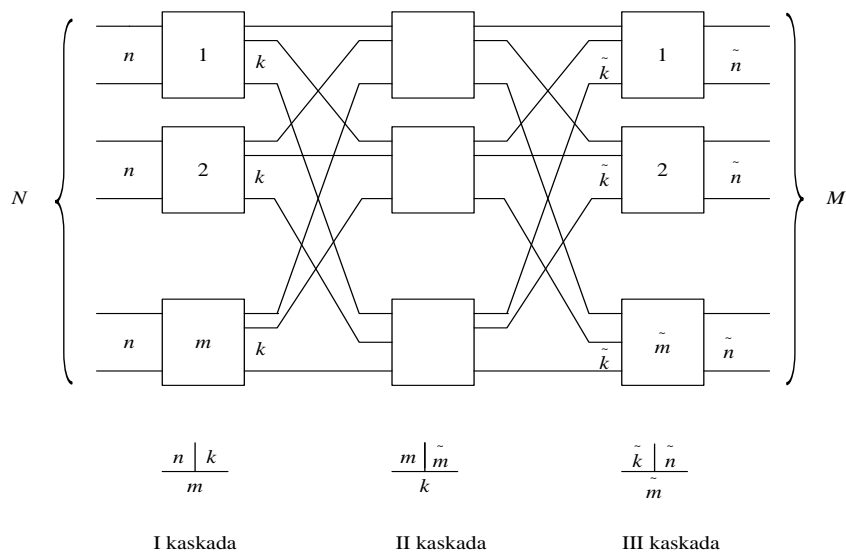 1 1
n k k̃ ñ
2 2
n k k̃ ñ
N M
m m̃
n k k̃ ñ
n | k m | m̃ k̃ | ñ
m k m̃
I kaskada II kaskada III kaskada